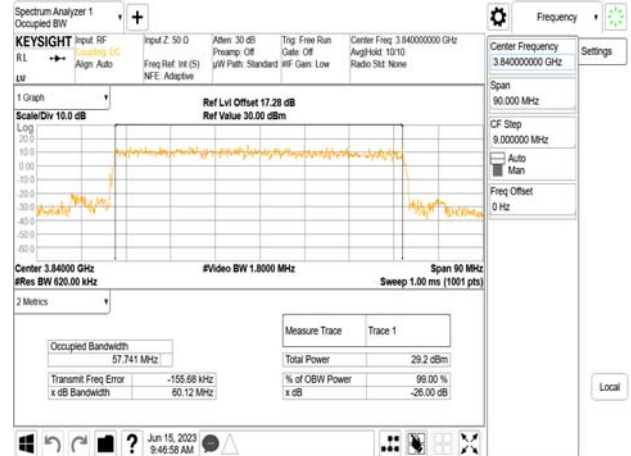 Spectrum Analyzer 1
Occupied BW
Frequency
KEYSIGHT
RL
LV
Input: RF
Coupling: DC
Align: Auto
Input Z: 50 Ω
Freq Ref: Int (S)
NFE: Adaptive
Atten: 30 dB
Preamp: Off
µW Path: Standard
Trig: Free Run
Gate: Off
#IF Gain: Low
Center Freq: 3.840000000 GHz
Avg|Hold: 10/10
Radio Std: None
Center Frequency
3.840000000 GHz
Settings
Span
90.000 MHz
CF Step
9.000000 MHz
Auto
Man
Freq Offset
0 Hz
Local
1 Graph
Scale/Div 10.0 dB
Ref Lvl Offset 17.28 dB
Ref Value 30.00 dBm
Log
20.0
10.0
0.00
-10.0
-20.0
-30.0
-40.0
-50.0
-60.0
Center 3.84000 GHz
#Res BW 620.00 kHz
#Video BW 1.8000 MHz
Span 90 MHz
Sweep 1.00 ms (1001 pts)
2 Metrics
Measure Trace Trace 1
Occupied Bandwidth
57.741 MHz
Total Power 29.2 dBm
Transmit Freq Error -155.68 kHz
% of OBW Power 99.00 %
x dB Bandwidth 60.12 MHz
x dB -26.00 dB
?
Jun 15, 2023
9:46:58 AM